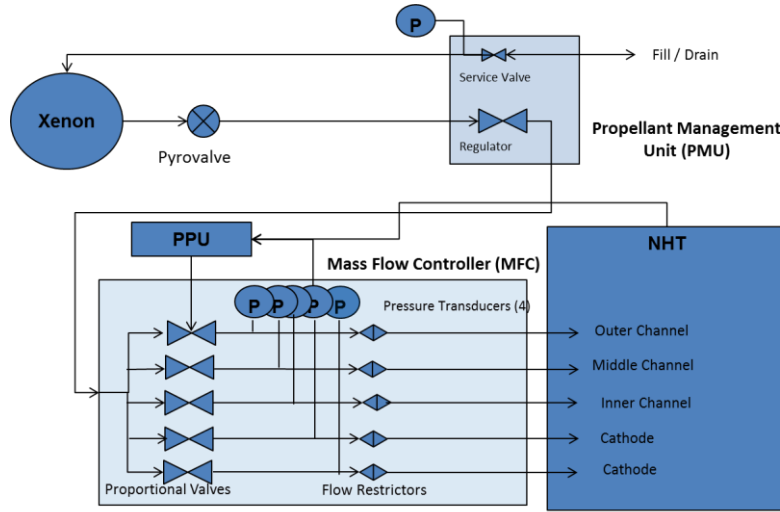 P
Service Valve
Fill / Drain
Xenon
Pyrovalve
Regulator
Propellant Management
Unit (PMU)
PPU
NHT
Mass Flow Controller (MFC)
P P P P
Pressure Transducers (4)
Outer Channel
Middle Channel
Inner Channel
Cathode
Cathode
Proportional Valves
Flow Restrictors